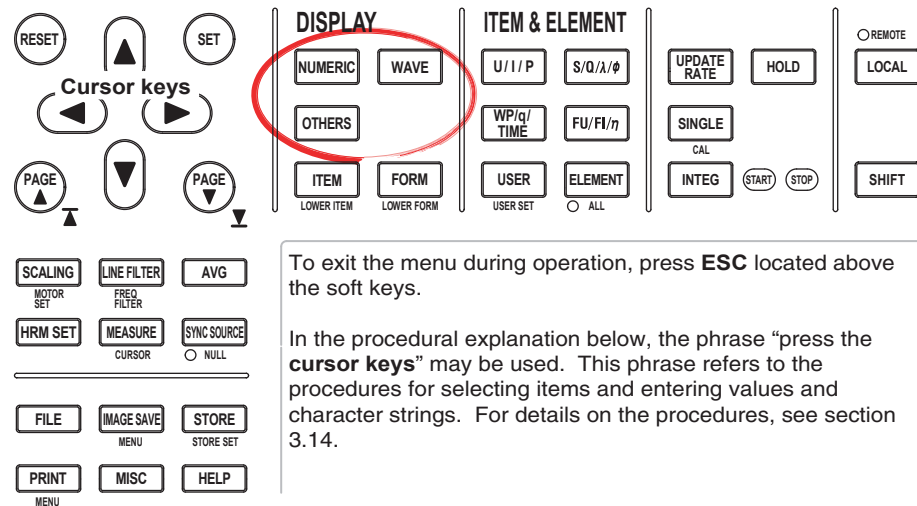 DISPLAY
ITEM & ELEMENT
RESET
SET
Cursor keys
PAGE
PAGE
NUMERIC
WAVE
OTHERS
ITEM
FORM
LOWER ITEM
LOWER FORM
U / I / P
S/Q/λ/ø
WP/q/
TIME
FU/FI/η
USER
ELEMENT
USER SET
ALL
UPDATE
RATE
HOLD
SINGLE
CAL
INTEG
START
STOP
REMOTE
LOCAL
SHIFT
SCALING
LINE FILTER
AVG
MOTOR
SET
FREQ
FILTER
HRM SET
MEASURE
SYNC SOURCE
CURSOR
NULL
FILE
IMAGE SAVE
STORE
MENU
STORE SET
PRINT
MISC
HELP
MENU
To exit the menu during operation, press ESC located above
the soft keys.
In the procedural explanation below, the phrase “press the
cursor keys” may be used. This phrase refers to the
procedures for selecting items and entering values and
character strings. For details on the procedures, see section
3.14.